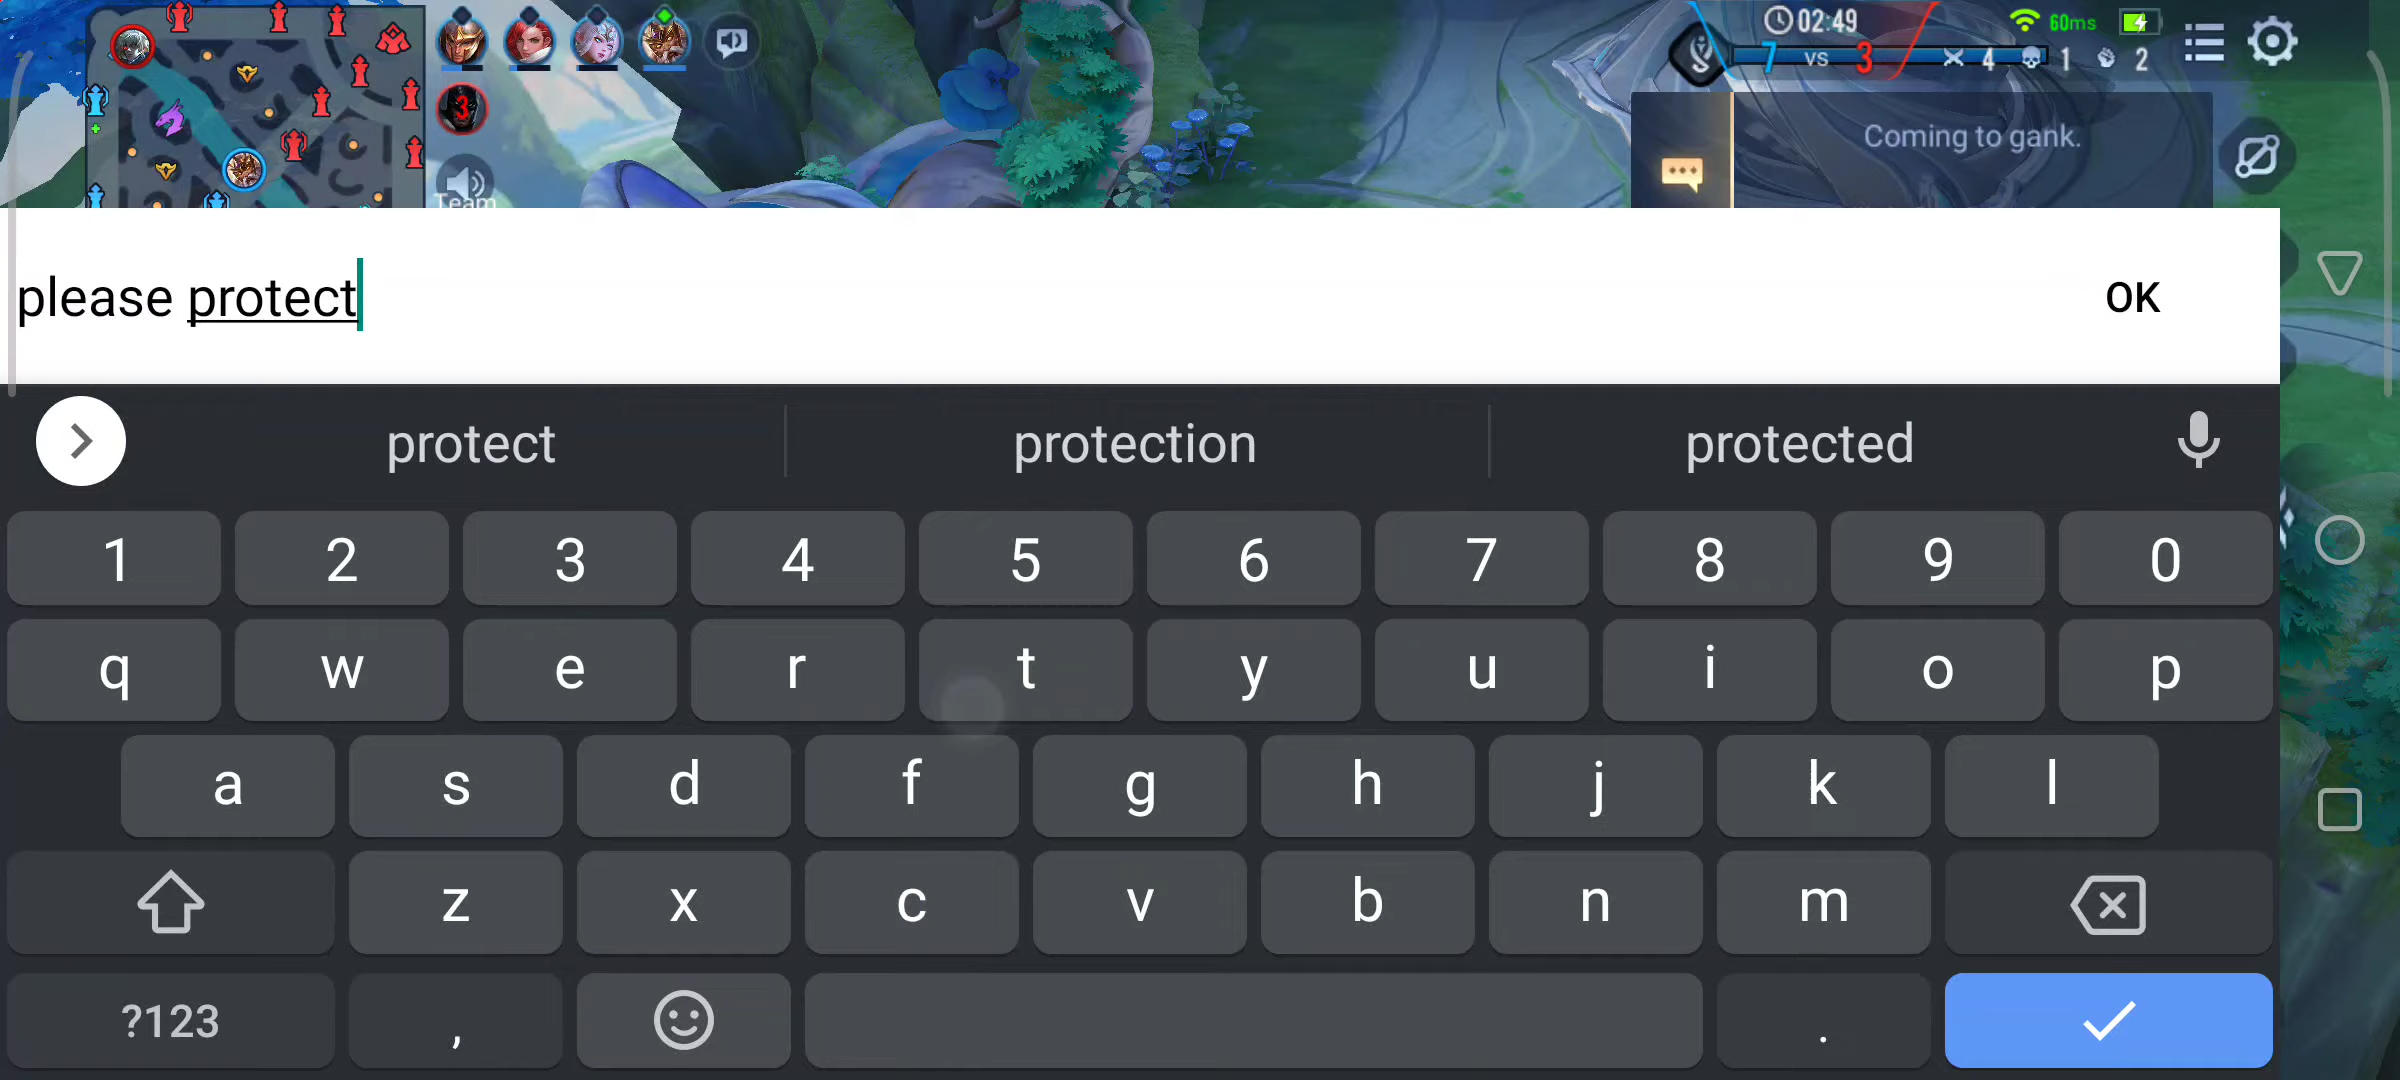 02:49
60ms
7 vs 3 4 1 2
3
Coming to gank.
Team
please protect
OK
protect protection protected
1 2 3 4 5 6 7 8 9 0
q w e r t y u i o p
a s d f g h j k l
z x c v b n m
?123 , .